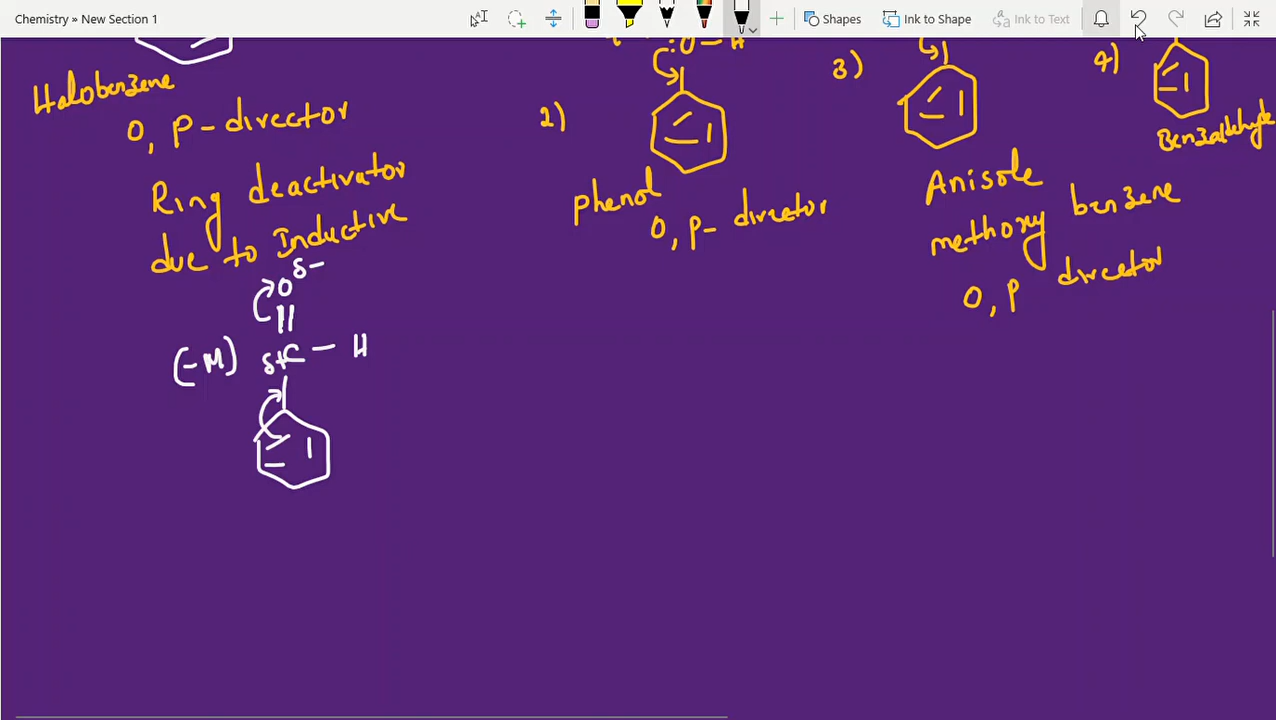 Chemistry » New Section 1
Shapes
Ink to Shape
Ink to Text
Halobenzene
O, P - director
Ring deactivator
due to Inductive
2)
:O - H
phenol
O, P - director
3)
Anisole
methoxy benzene
O, P director
4)
Benzaldehyde
O δ-
(-M) δ+ C - H